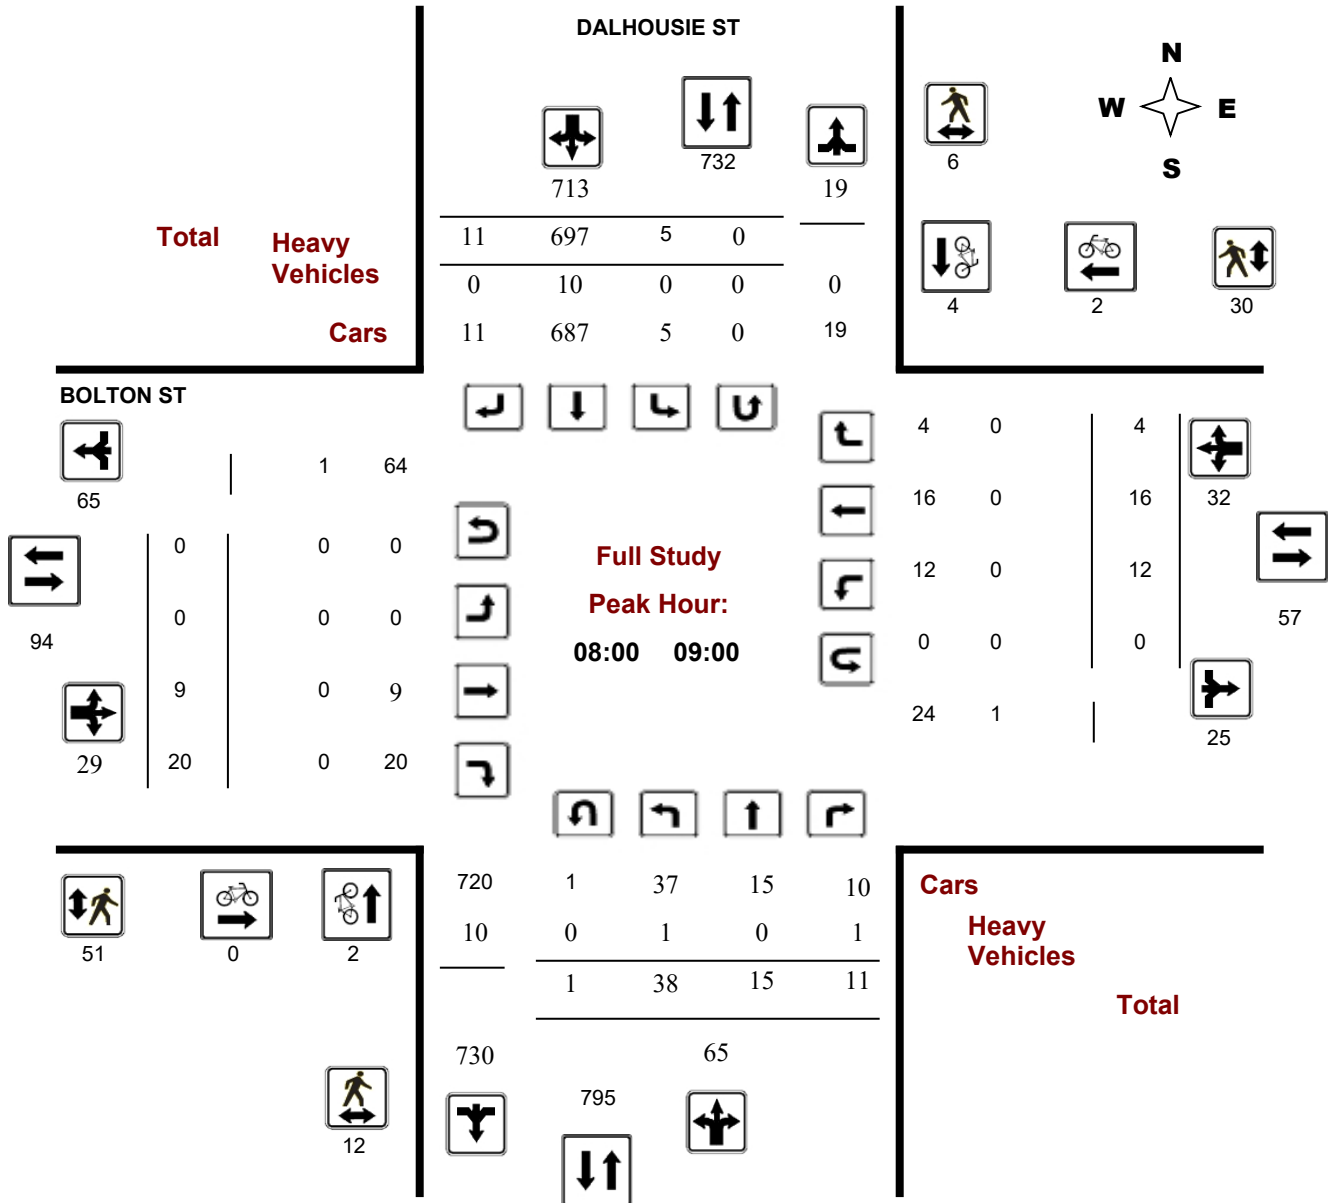 DALHOUSIE ST
N
W E
S
732
6
713 19
Total Heavy Vehicles
11 697 5 0
0 10 0 0 0
Cars 11 687 5 0 19
4 2 30
BOLTON ST
4 0 4
1 64
65
16 0 16 32
0 0 0
Full Study
12 0 12
Peak Hour:
0 0 0
57
94
08:00 09:00
0 0 0
9 0 9
24 1
25
29 20 0 20
720 1 37 15 10 Cars
10 0 1 0 1 Heavy Vehicles
51 0 2
1 38 15 11
Total
730 65
795
12